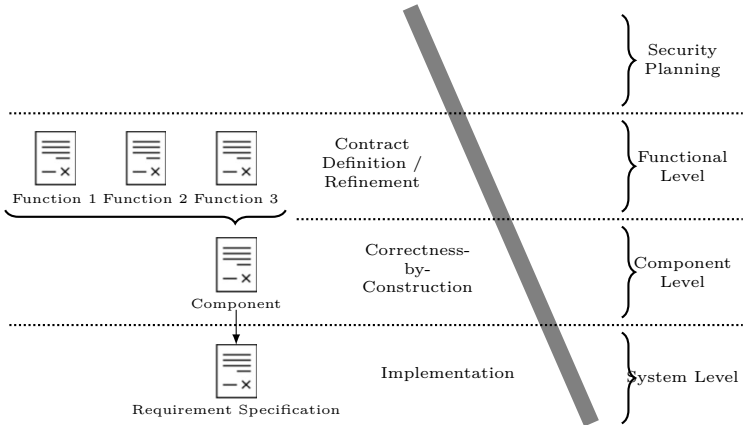 Security
Planning
Contract
Definition /
Refinement
Functional
Level
Function 1 Function 2 Function 3
Correctness-
by-
Construction
Component
Level
Component
Implementation
System Level
Requirement Specification